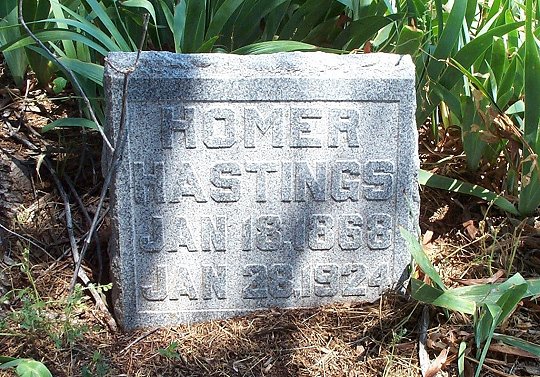 HOMER
HASTINGS
JAN 18, 1868
JAN 28, 1924